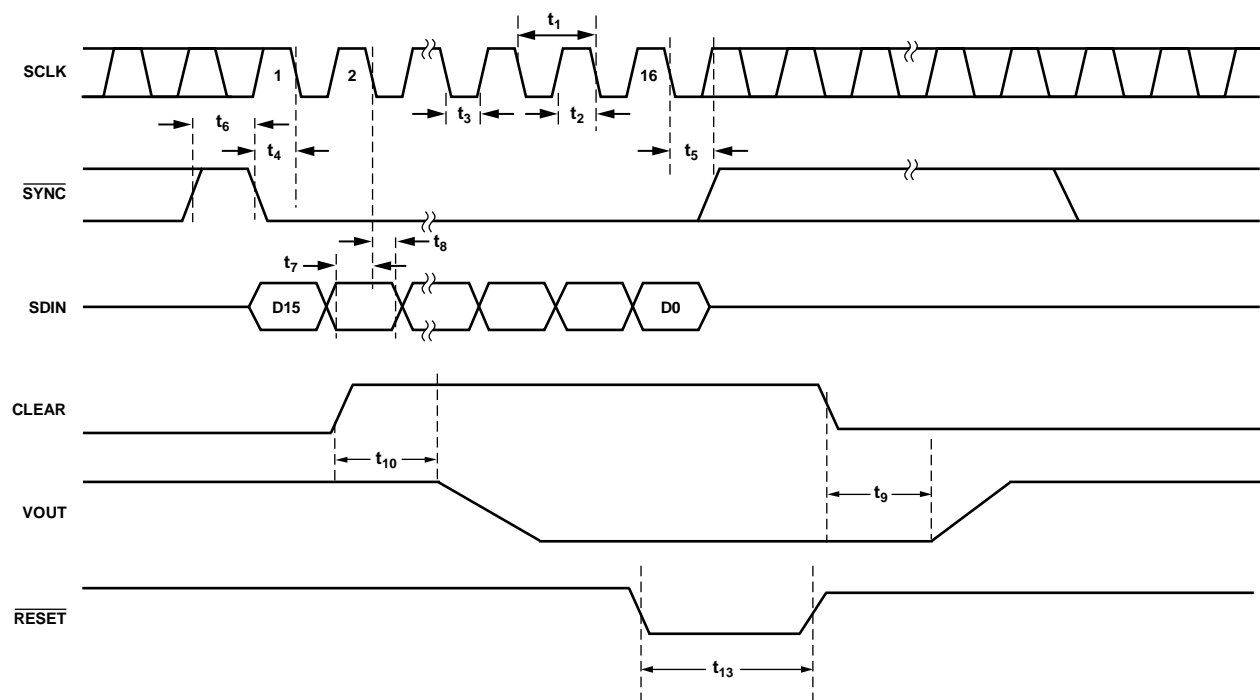 t1
SCLK
1
2
16
t3
t2
t6
t4
t5
SYNC
t8
t7
SDIN
D15
D0
CLEAR
t10
t9
VOUT
RESET
t13